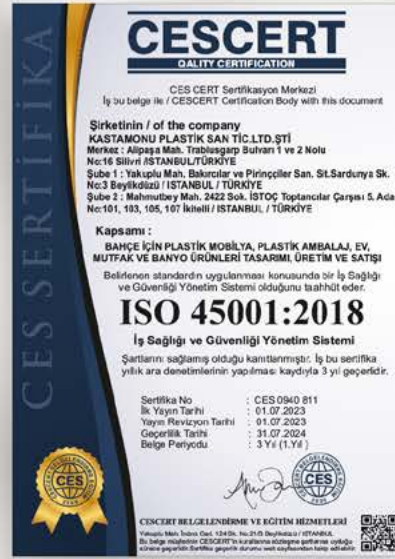 CES SERTİFİKA
CESCERT
QALITY CERTIFICATION
CES CERT Sertifikasyon Merkezi
İş bu belge ile / CESCERT Certification Body with this document
Şirketinin / of the company
KASTAMONU PLASTİK SAN TİC.LTD.ŞTİ
Merkez : Alipaşa Mah. Trablusgarp Bulvarı 1 ve 2 Nolu
No:16 Silivri /ISTANBUL/TÜRKİYE
Şube 1 : Yakuplu Mah. Bakırcılar ve Pirinççiler San. Sit.Sardunya Sk.
No:3 Beylikdüzü / ISTANBUL / TÜRKİYE
Şube 2 : Mahmutbey Mah. 2422 Sok. İSTOÇ Toptancılar Çarşısı 5. Ada
No:101, 103, 105, 107 İkitelli / ISTANBUL / TÜRKİYE
Kapsamı :
BAHÇE İÇİN PLASTİK MOBİLYA, PLASTİK AMBALAJ, EV,
MUTFAK VE BANYO ÜRÜNLERİ TASARIMI, ÜRETİM VE SATIŞI
Belirlenen standardın uygulanması konusunda bir İş Sağlığı
ve Güvenliği Yönetim Sistemi olduğunu taahhüt eder.
ISO 45001:2018
İş Sağlığı ve Güvenliği Yönetim Sistemi
Şartlarını sağlamış olduğu kanıtlanmıştır. İş bu sertifika
yıllık ara denetimlerinin yapılması kaydıyla 3 yıl geçerlidir.
Sertifika No : CES 0940 811
İlk Yayın Tarihi : 01.07.2023
Yayın Revizyon Tarihi : 01.07.2023
Geçerlilik Tarihi : 31.07.2024
Belge Periyodu : 3 Yıl (1.Yıl )
CES
CES
CESCERT BELGELENDİRME VE EĞİTİM HİZMETLERİ